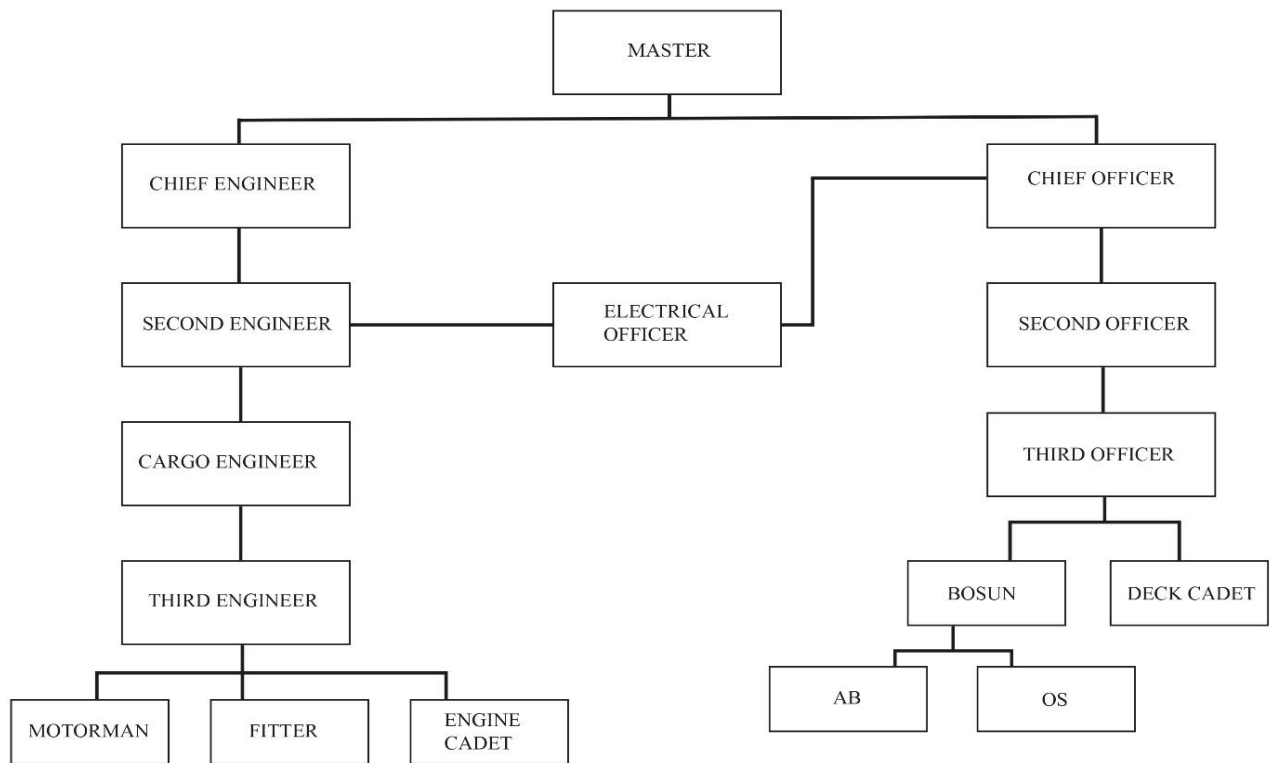 MASTER
CHIEF ENGINEER
CHIEF OFFICER
SECOND ENGINEER
ELECTRICAL
OFFICER
SECOND OFFICER
CARGO ENGINEER
THIRD OFFICER
THIRD ENGINEER
BOSUN
DECK CADET
MOTORMAN
FITTER
ENGINE
CADET
AB
OS